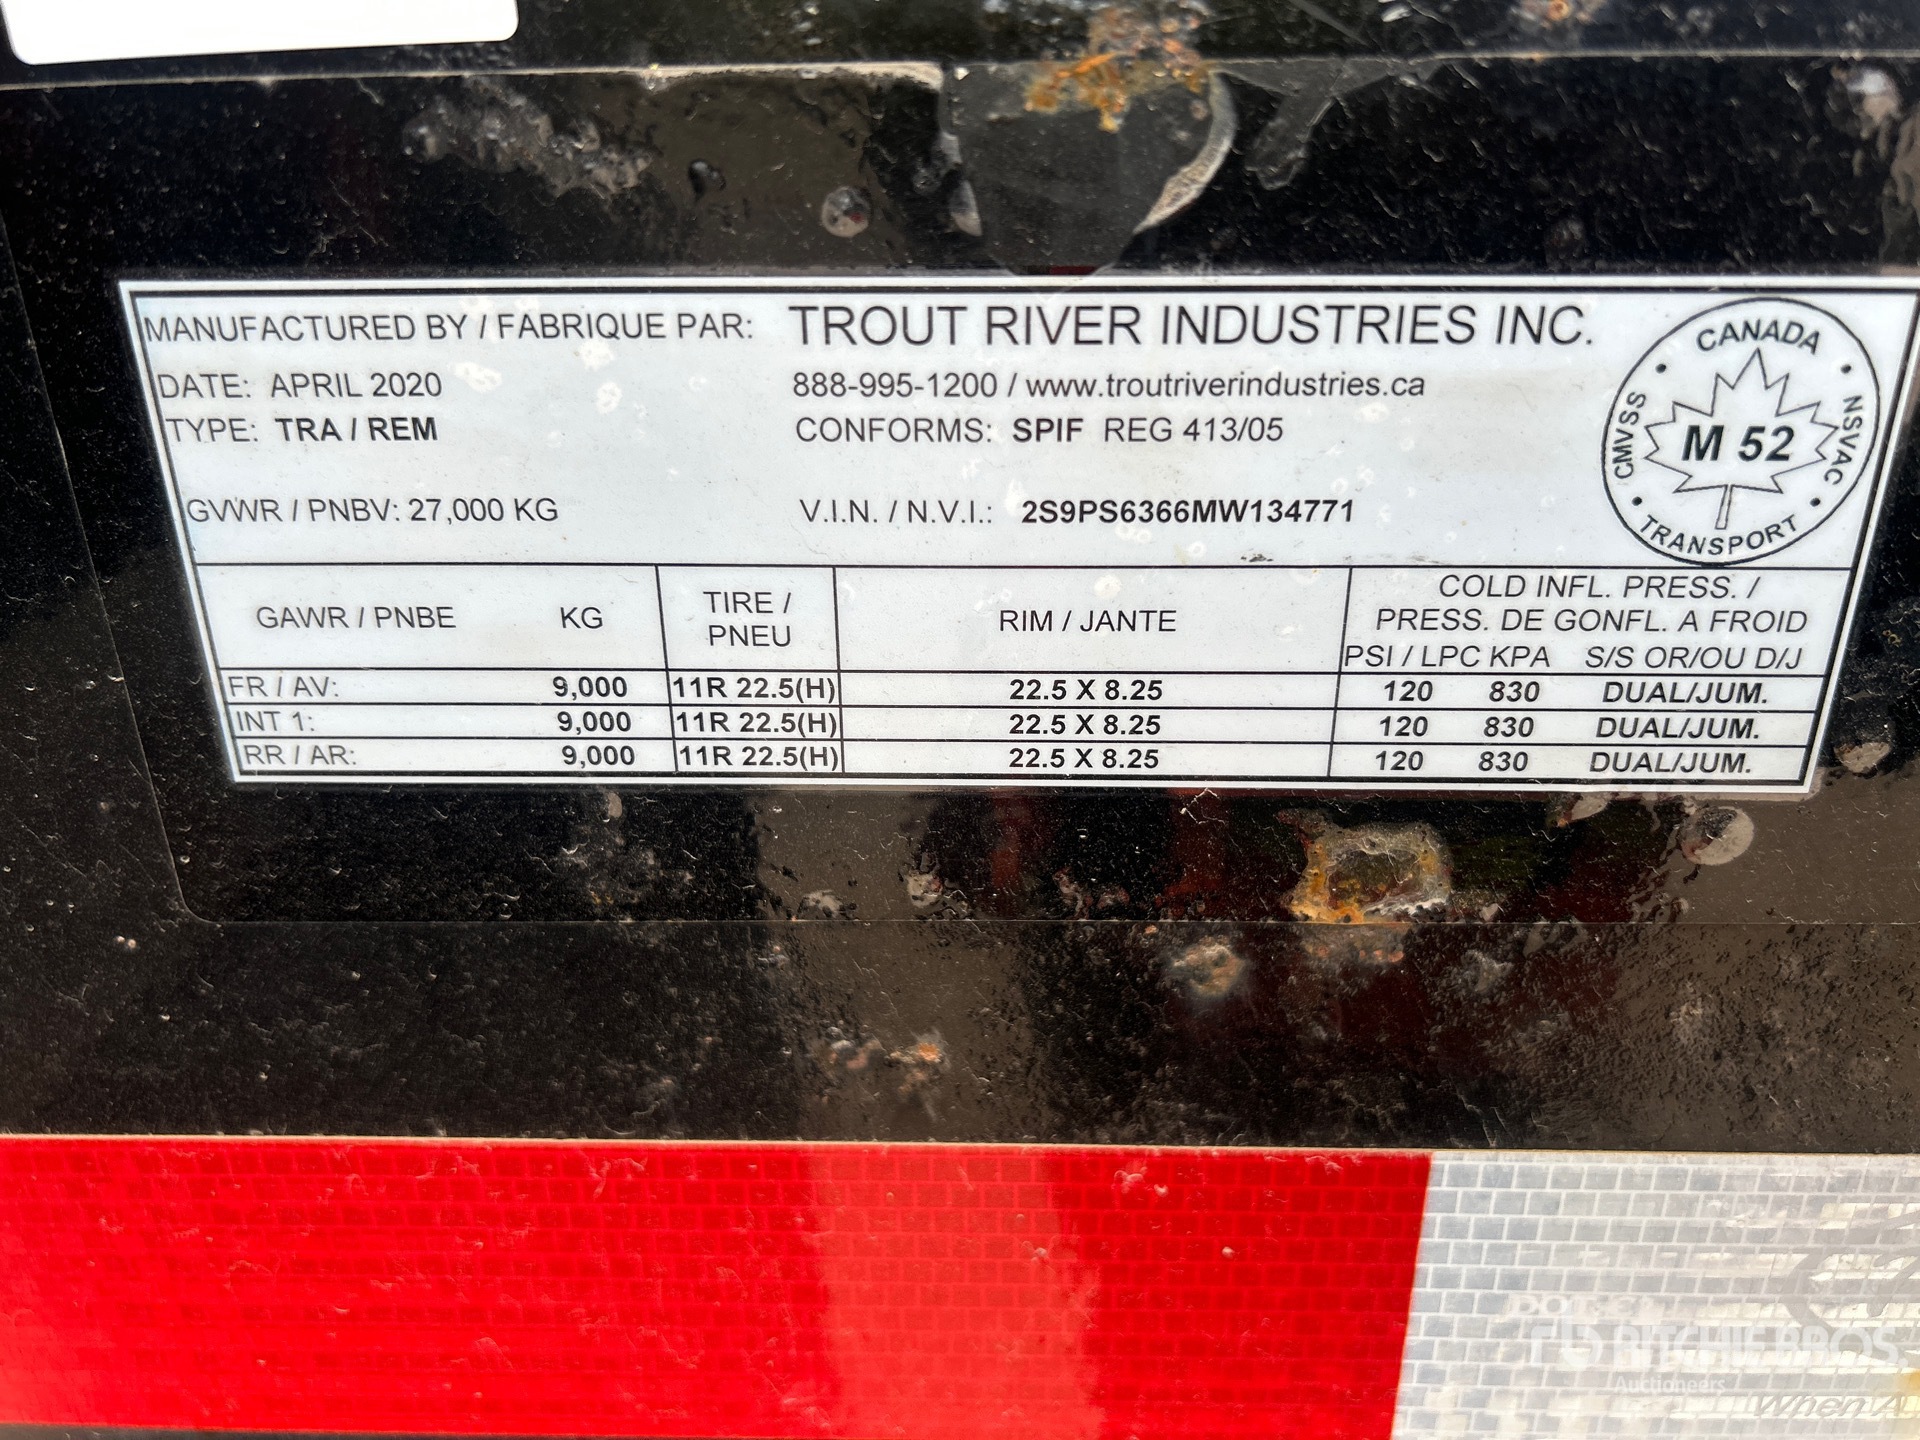 MANUFACTURED BY / FABRIQUE PAR: TROUT RIVER INDUSTRIES INC.
DATE: APRIL 2020 888-995-1200 / www.troutriverindustries.ca
TYPE: TRA / REM CONFORMS: SPIF REG 413/05
GVWR / PNBV: 27,000 KG V.I.N. / N.V.I.: 2S9PS6366MW134771
CANADA
CMVSS M 52 NSVAC
TRANSPORT
GAWR / PNBE KG TIRE / PNEU RIM / JANTE COLD INFL. PRESS. /
PRESS. DE GONFL. A FROID
PSI / LPC KPA S/S OR/OU D/J
FR / AV: 9,000 11R 22.5(H) 22.5 X 8.25 120 830 DUAL/JUM.
INT 1: 9,000 11R 22.5(H) 22.5 X 8.25 120 830 DUAL/JUM.
RR / AR: 9,000 11R 22.5(H) 22.5 X 8.25 120 830 DUAL/JUM.
RITCHIE BROS.
Auctioneers
When A